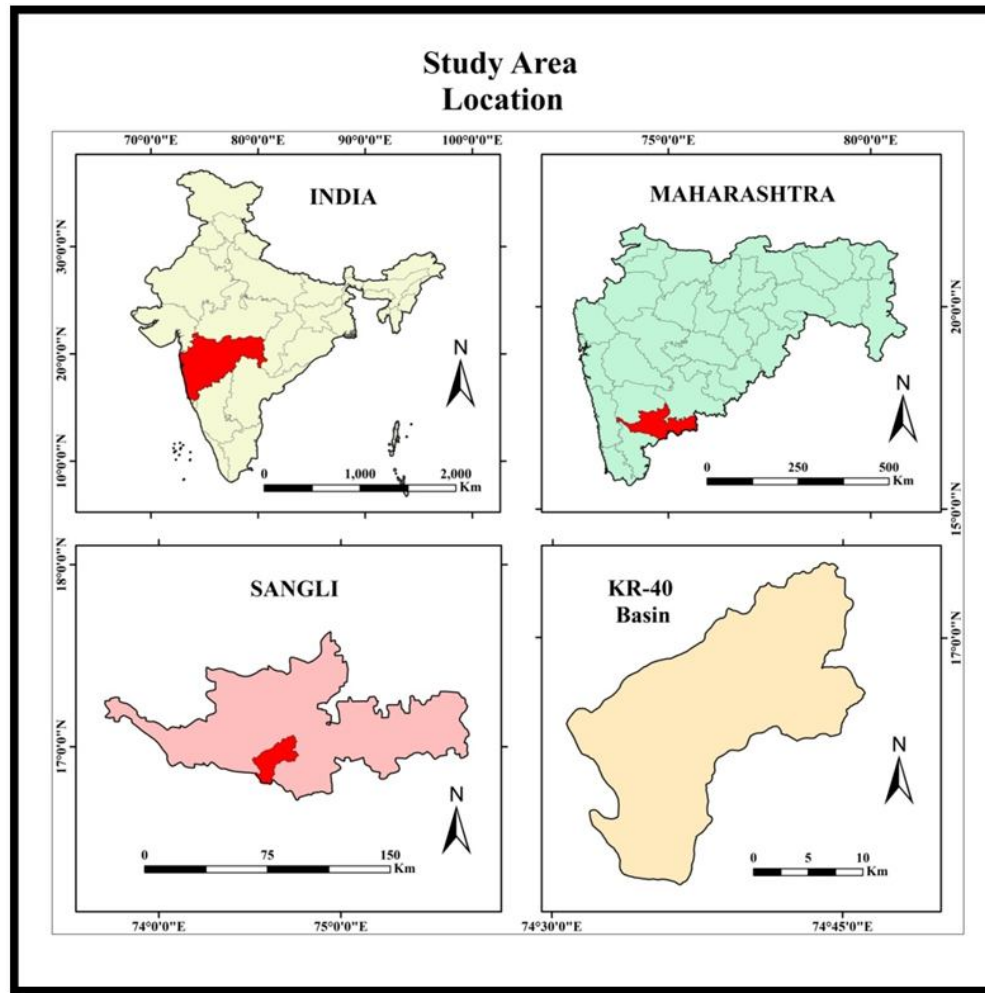 Study Area
Location
70°0'0"E 80°0'0"E 90°0'0"E 100°0'0"E
75°0'0"E 80°0'0"E
INDIA
30°0'0"N
20°0'0"N
10°0'0"N
N
0 1,000 2,000
Km
MAHARASHTRA
20°0'0"N
15°0'0"N
N
0 250 500
Km
SANGLI
18°0'0"N
17°0'0"N
N
0 75 150
Km
74°0'0"E 75°0'0"E
KR-40
Basin
17°0'0"N
N
0 5 10
Km
74°30'0"E 74°45'0"E